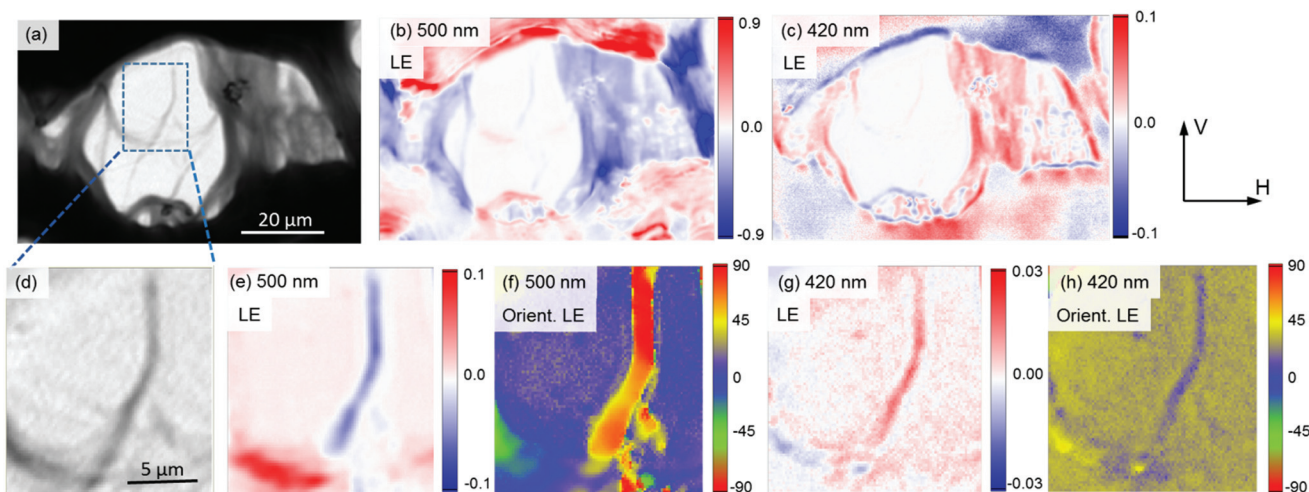 (a)
20 µm
(b) 500 nm
LE
0.9
0.0
-0.9
(c) 420 nm
LE
0.1
0.0
-0.1
V
H
(d)
5 µm
(e) 500 nm
LE
0.1
0.0
-0.1
(f) 500 nm
Orient. LE
90
45
0
-45
-90
(g) 420 nm
LE
0.03
0.00
-0.03
(h) 420 nm
Orient. LE
90
45
0
-45
-90